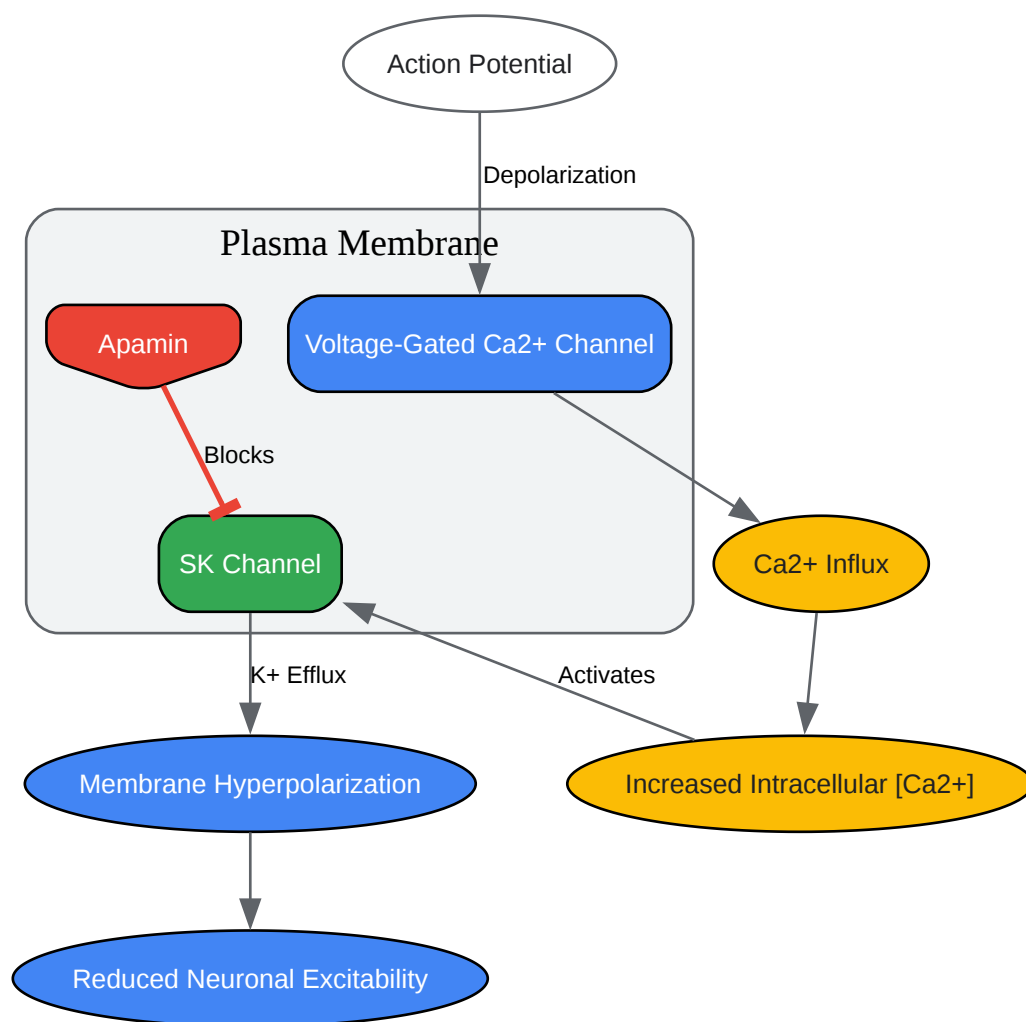 Action Potential
Depolarization
Plasma Membrane
Apamin
Voltage-Gated Ca2+ Channel
Blocks
SK Channel
Ca2+ Influx
K+ Efflux
Activates
Membrane Hyperpolarization
Increased Intracellular [Ca2+]
Reduced Neuronal Excitability